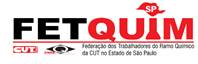 SP
FETQUIM
CUT
Federação dos Trabalhadores do Ramo Químico
da CUT no Estado de São Paulo